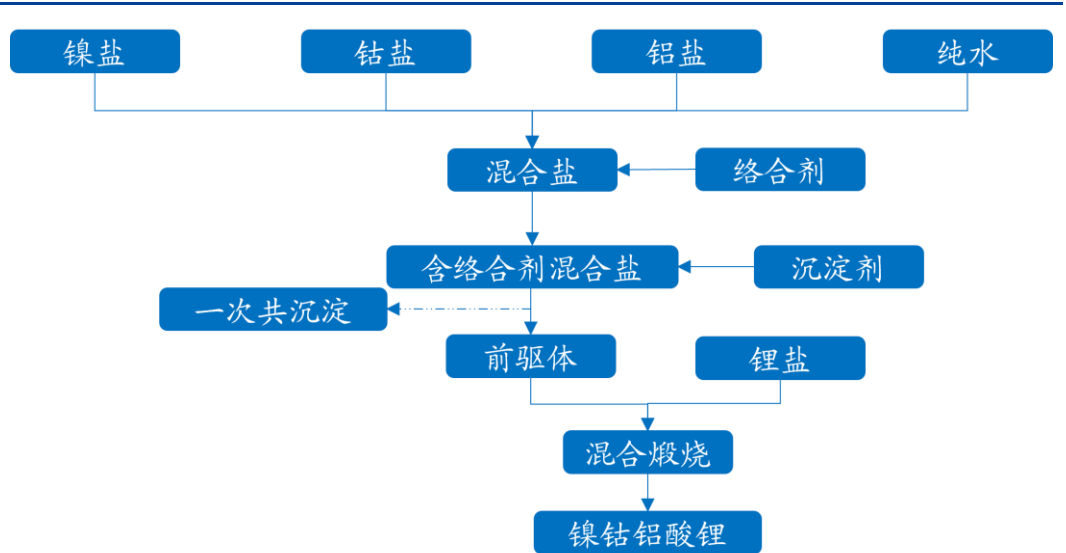 镍盐
钴盐
铝盐
纯水
混合盐
络合剂
含络合剂混合盐
沉淀剂
一次共沉淀
前驱体
锂盐
混合煅烧
镍钴铝酸锂